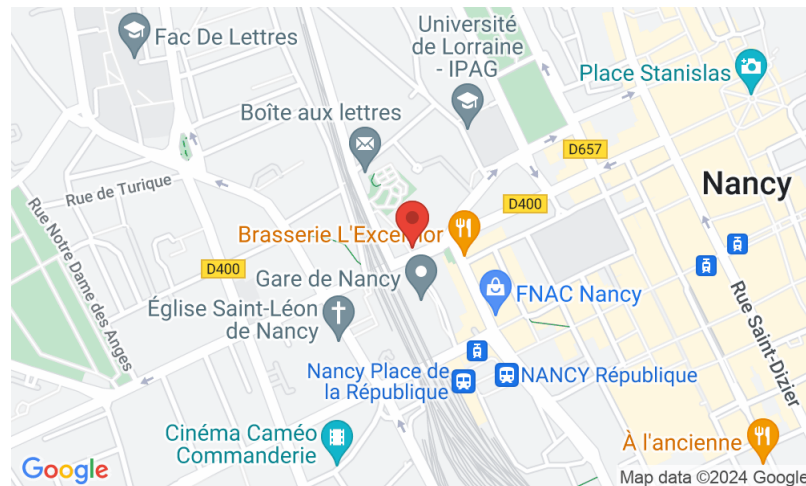 Fac De Lettres
Université
de Lorraine
- IPAG
Place Stanislas
Boîte aux lettres
D657
Rue de Turique
Nancy
D400
Rue Notre Dame des Anges
Brasserie L'Excelsior
D400
Gare de Nancy
FNAC Nancy
Église Saint-Léon
de Nancy
Rue Saint-Dizier
Nancy Place de
la République
NANCY République
Cinéma Caméo
Commanderie
À l'ancienne
Google
Map data ©2024 Google